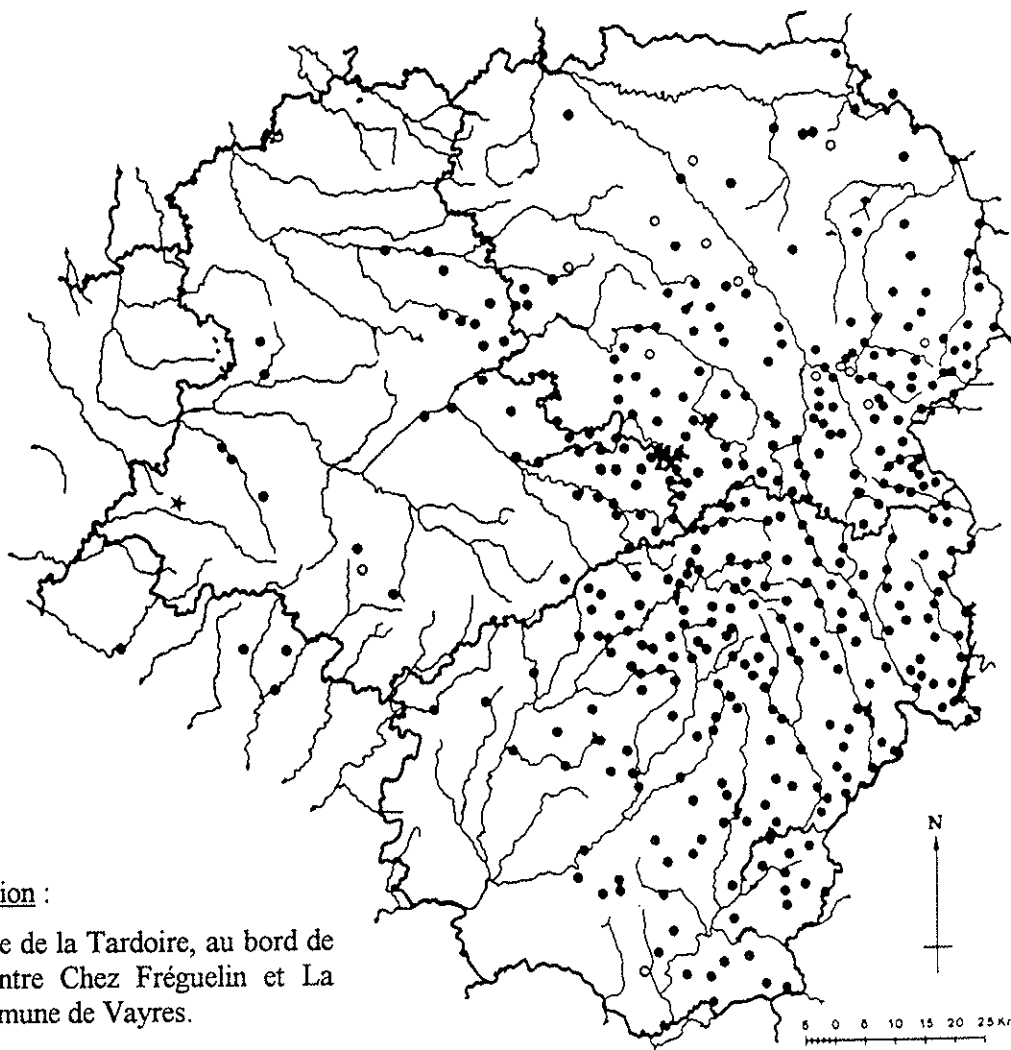 N
ion :
e de la Tardoire, au bord de
ntre Chez Fréguelin et La
mune de Vayres.
5 0 5 10 15 20 25 Km